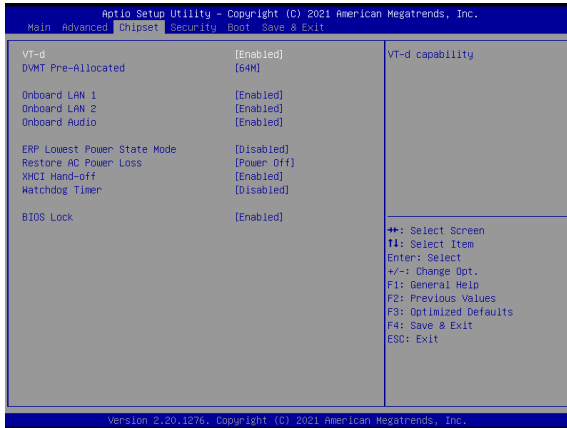 Aptio Setup Utility - Copyright (C) 2021 American Megatrends, Inc.
Main Advanced Chipset Security Boot Save & Exit
VT-d [Enabled]
DVMT Pre-Allocated [64M]
Onboard LAN 1 [Enabled]
Onboard LAN 2 [Enabled]
Onboard Audio [Enabled]
ERP Lowest Power State Mode [Disabled]
Restore AC Power Loss [Power Off]
XHCI Hand-off [Enabled]
Watchdog Timer [Disabled]
BIOS Lock [Enabled]
VT-d capability
→←: Select Screen
↑↓: Select Item
Enter: Select
+/-: Change Opt.
F1: General Help
F2: Previous Values
F3: Optimized Defaults
F4: Save & Exit
ESC: Exit
Version 2.20.1276. Copyright (C) 2021 American Megatrends, Inc.